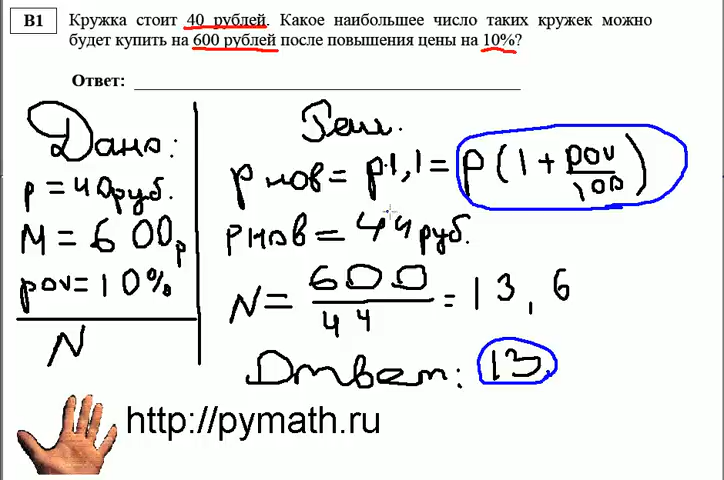 B1
Кружка стоит 40 рублей. Какое наибольшее число таких кружек можно
будет купить на 600 рублей после повышения цены на 10%?
Ответ:
Дано:
p = 40 руб.
M = 600 р
pov = 10%
N
Реш.
p нов = p·1,1 = p(1 + pov/100)
p нов = 44 руб.
N = 600/44 = 13,6
Ответ: 13.
http://pymath.ru